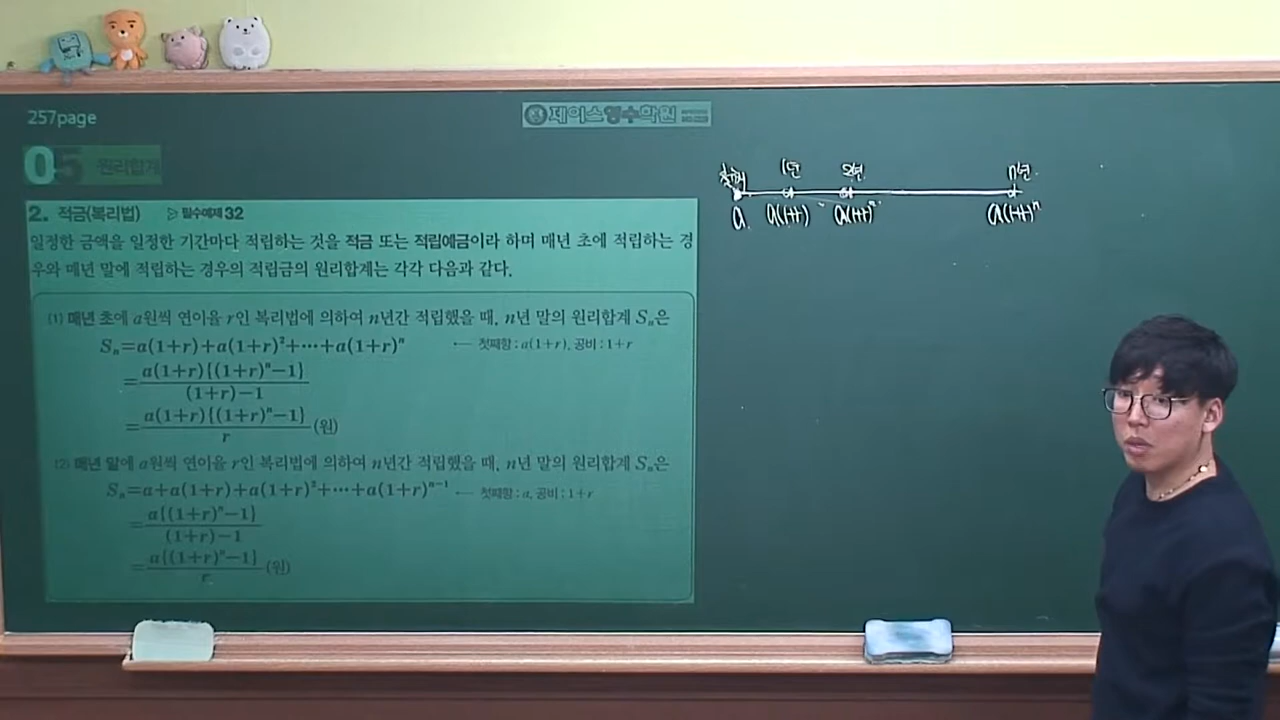 257page
제이스영수학원
05 원리합계
2. 적금(복리법) ▷ 필수예제 32
일정한 금액을 일정한 기간마다 적립하는 것을 적금 또는 적립예금이라 하며 매년 초에 적립하는 경
우와 매년 말에 적립하는 경우의 적립금의 원리합계는 각각 다음과 같다.
(1) 매년 초에 a원씩 연이율 r인 복리법에 의하여 n년간 적립했을 때, n년 말의 원리합계 Sₙ은
Sₙ=a(1+r)+a(1+r)²+⋯+a(1+r)ⁿ ← 첫째항 : a(1+r), 공비 : 1+r
=a(1+r){(1+r)ⁿ-1}/(1+r)-1
=a(1+r){(1+r)ⁿ-1}/r (원)
(2) 매년 말에 a원씩 연이율 r인 복리법에 의하여 n년간 적립했을 때, n년 말의 원리합계 Sₙ은
Sₙ=a+a(1+r)+a(1+r)²+⋯+a(1+r)ⁿ⁻¹ ← 첫째항 : a, 공비 : 1+r
=a{(1+r)ⁿ-1}/(1+r)-1
=a{(1+r)ⁿ-1}/r (원)
1년 2년 n년
a a(1+r) a(1+r) a(1+r)ⁿ